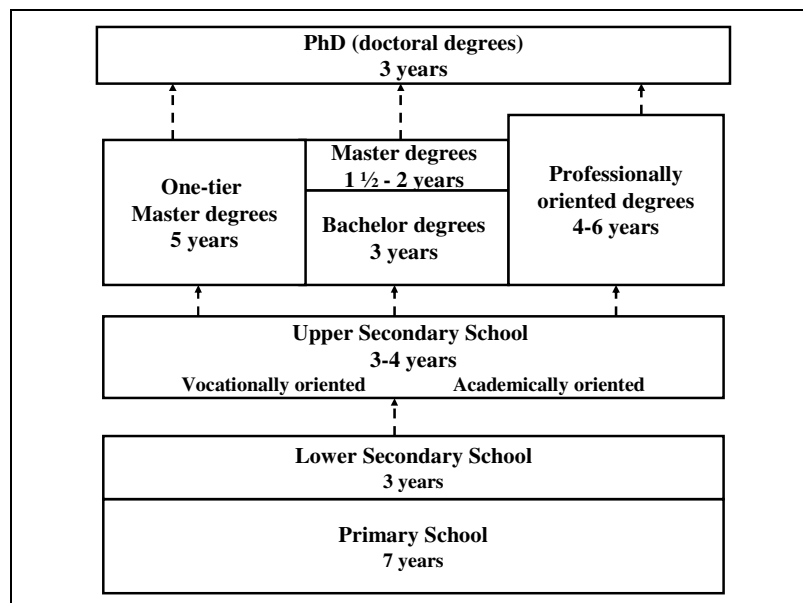 PhD (doctoral degrees)
3 years
One-tier
Master degrees
5 years
Master degrees
1 ½ - 2 years
Bachelor degrees
3 years
Professionally
oriented degrees
4-6 years
Upper Secondary School
3-4 years
Vocationally oriented Academically oriented
Lower Secondary School
3 years
Primary School
7 years